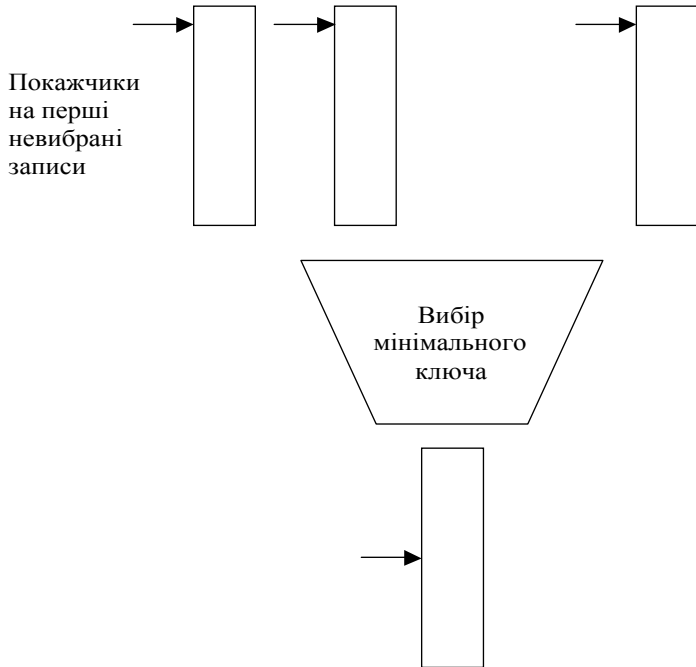 Покажчики
на перші
невибрані
записи
Вибір
мінімального
ключа